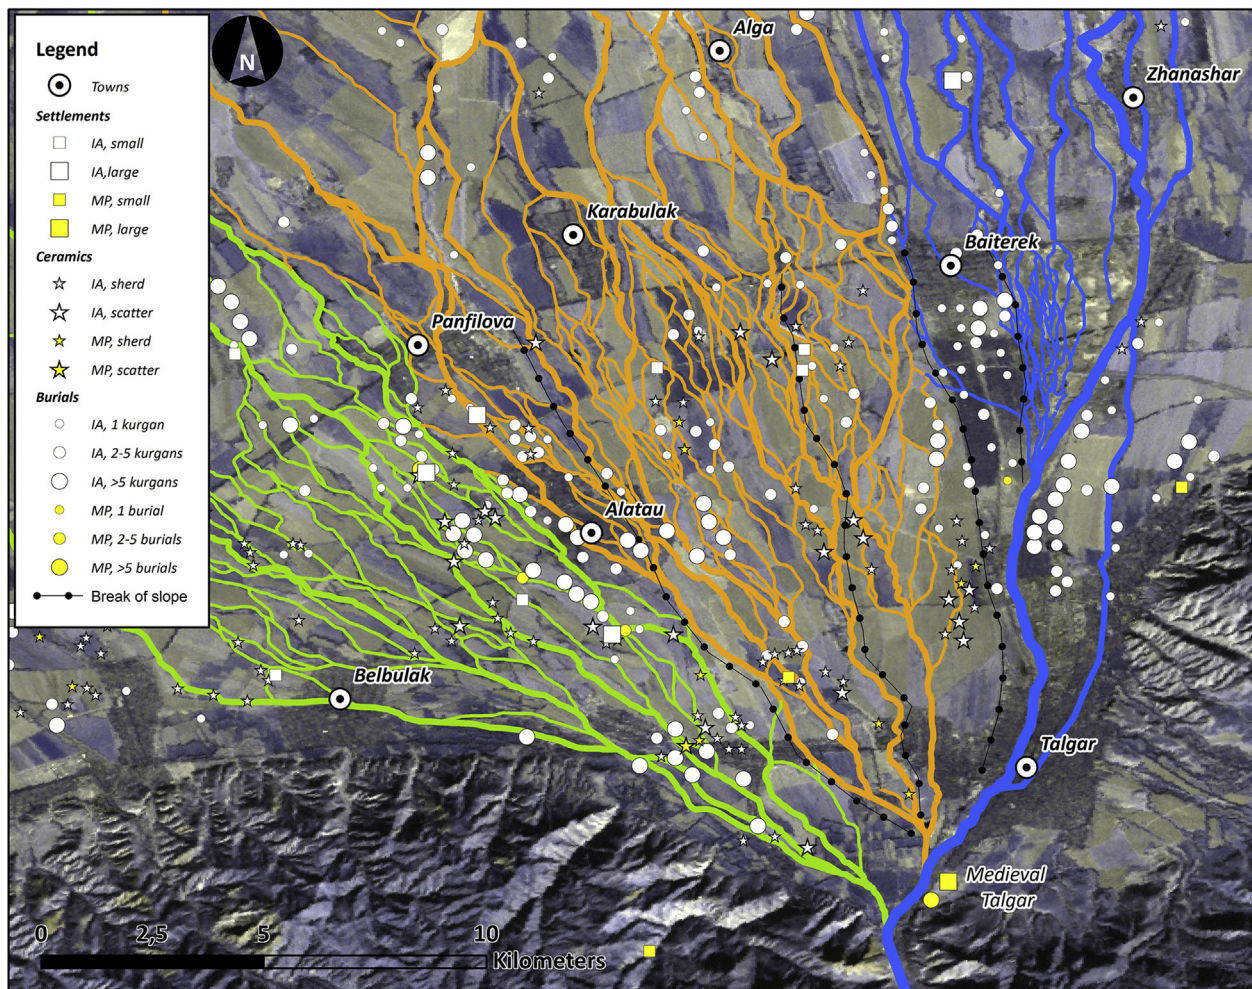 Legend
Towns
Settlements
IA, small
IA,large
MP, small
MP, large
Ceramics
IA, sherd
IA, scatter
MP, sherd
MP, scatter
Burials
IA, 1 kurgan
IA, 2-5 kurgans
IA, >5 kurgans
MP, 1 burial
MP, 2-5 burials
MP, >5 burials
Break of slope
N
Alga
Zhanashar
Karabulak
Baiterek
Panfilova
Alatau
Belbulak
Talgar
Medieval
Talgar
0 2,5 5 10
Kilometers